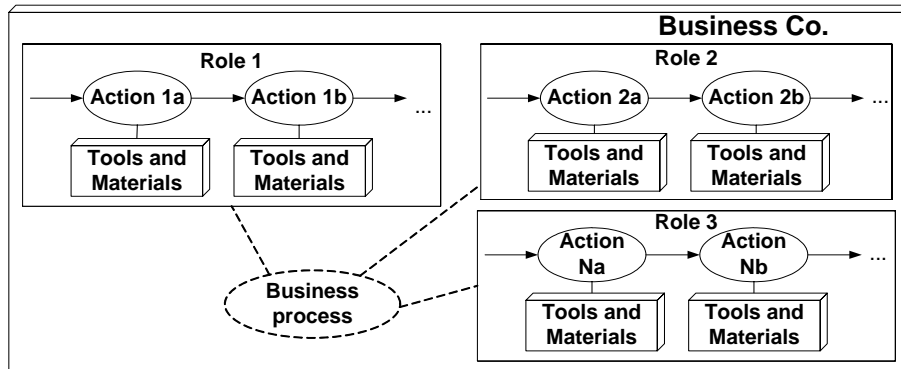 Business Co.
Role 1
Action 1a
Action 1b
...
Tools and
Materials
Tools and
Materials
Role 2
Action 2a
Action 2b
...
Tools and
Materials
Tools and
Materials
Role 3
Action
Na
Action
Nb
...
Tools and
Materials
Tools and
Materials
Business
process